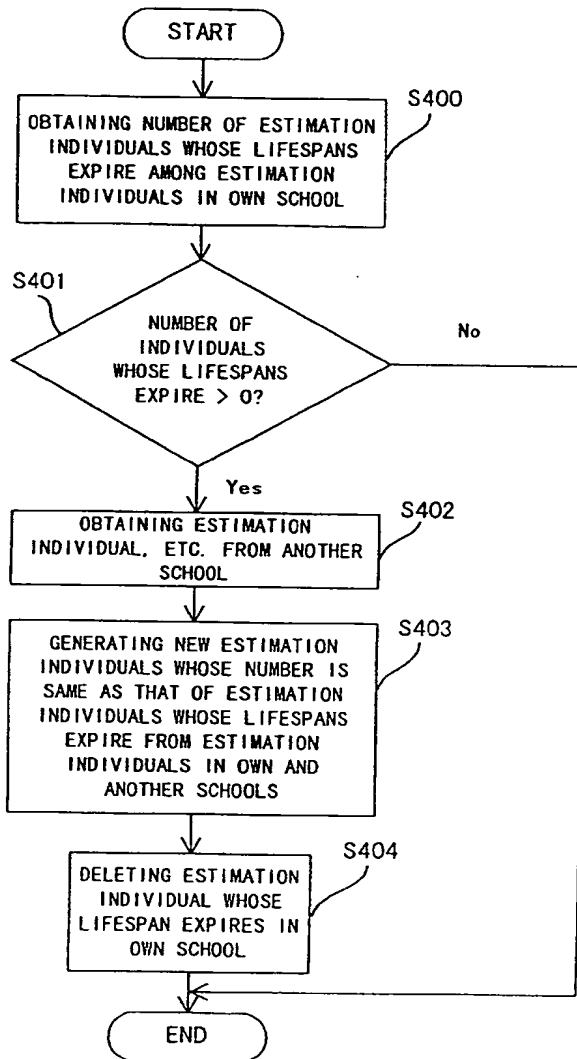 START
S400
OBTAINING NUMBER OF ESTIMATION
INDIVIDUALS WHOSE LIFESPANS
EXPIRE AMONG ESTIMATION
INDIVIDUALS IN OWN SCHOOL
S401
NUMBER OF
INDIVIDUALS
WHOSE LIFESPANS
EXPIRE > 0?
No
Yes
S402
OBTAINING ESTIMATION
INDIVIDUAL, ETC. FROM ANOTHER
SCHOOL
S403
GENERATING NEW ESTIMATION
INDIVIDUALS WHOSE NUMBER IS
SAME AS THAT OF ESTIMATION
INDIVIDUALS WHOSE LIFESPANS
EXPIRE FROM ESTIMATION
INDIVIDUALS IN OWN AND
ANOTHER SCHOOLS
S404
DELETING ESTIMATION
INDIVIDUAL WHOSE
LIFESPAN EXPIRES IN
OWN SCHOOL
END